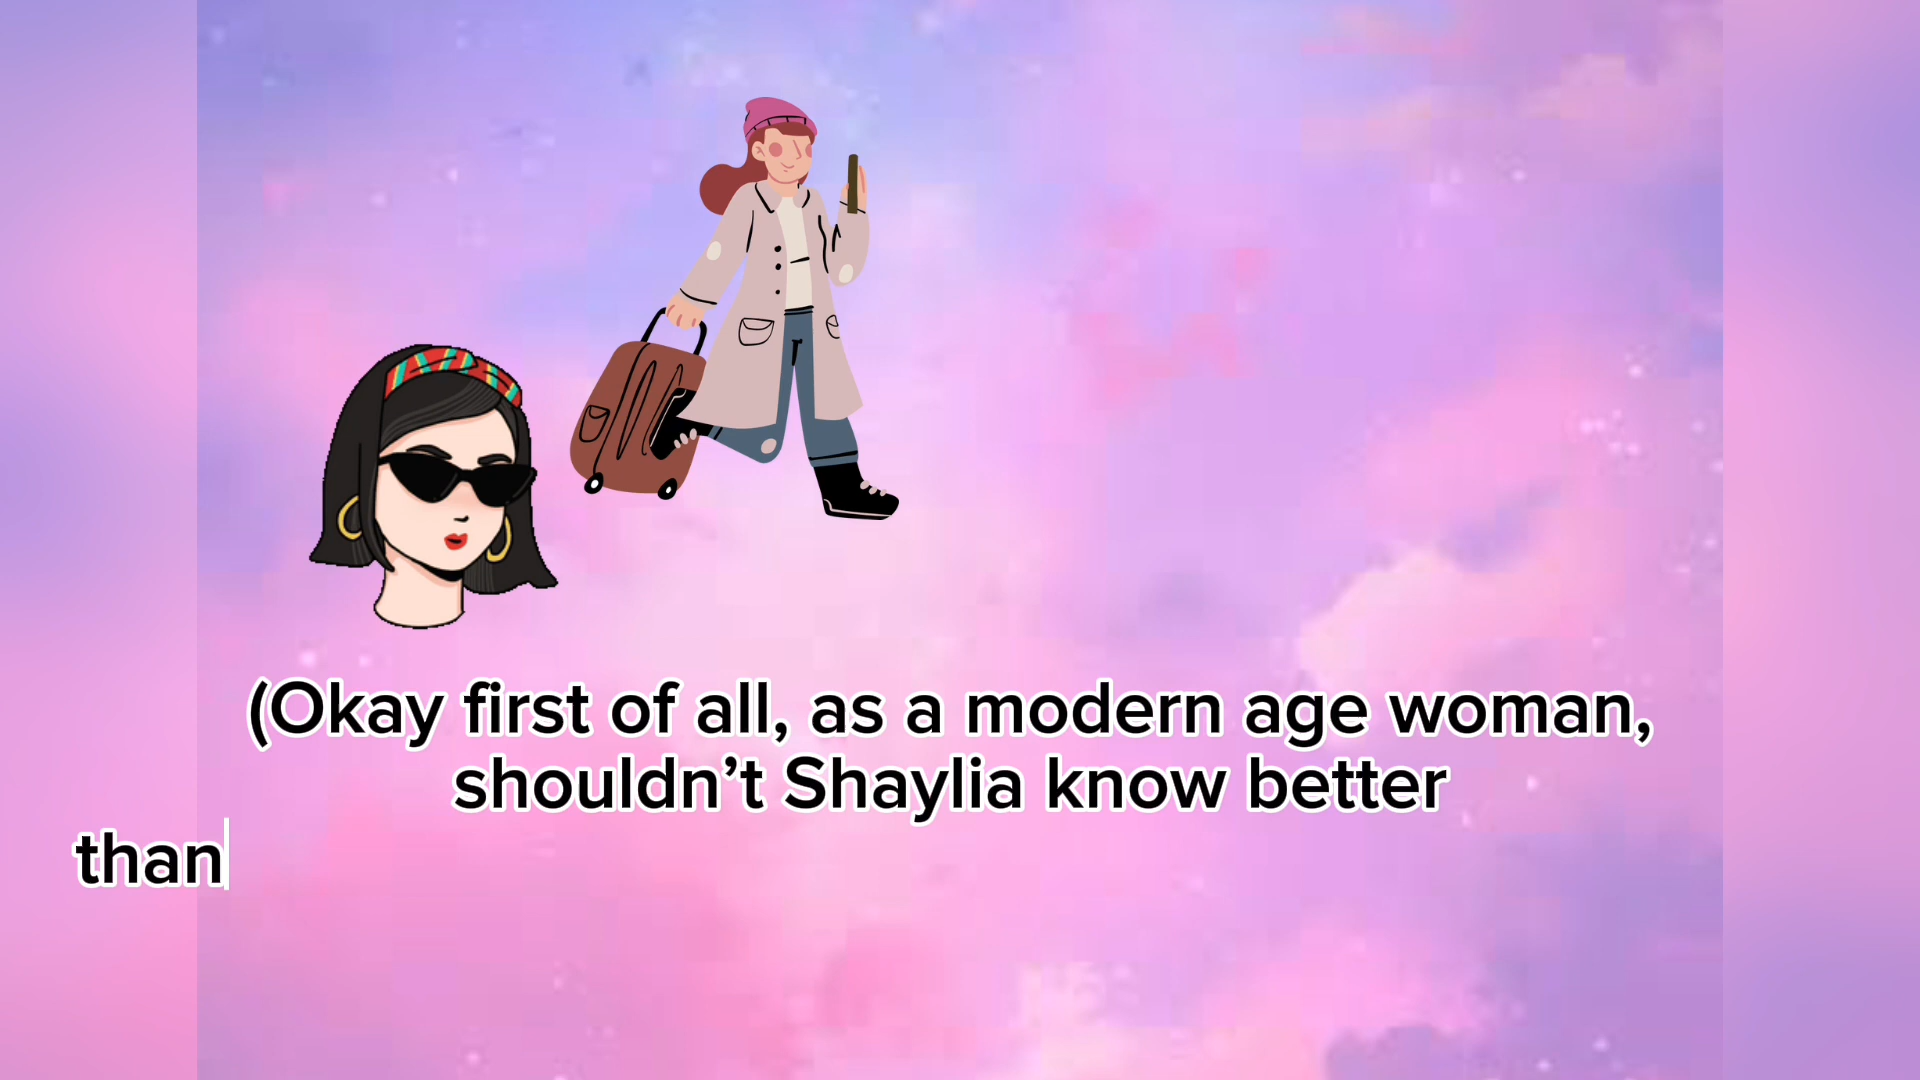 (Okay first of all, as a modern age woman,
shouldn’t Shaylia know better
than